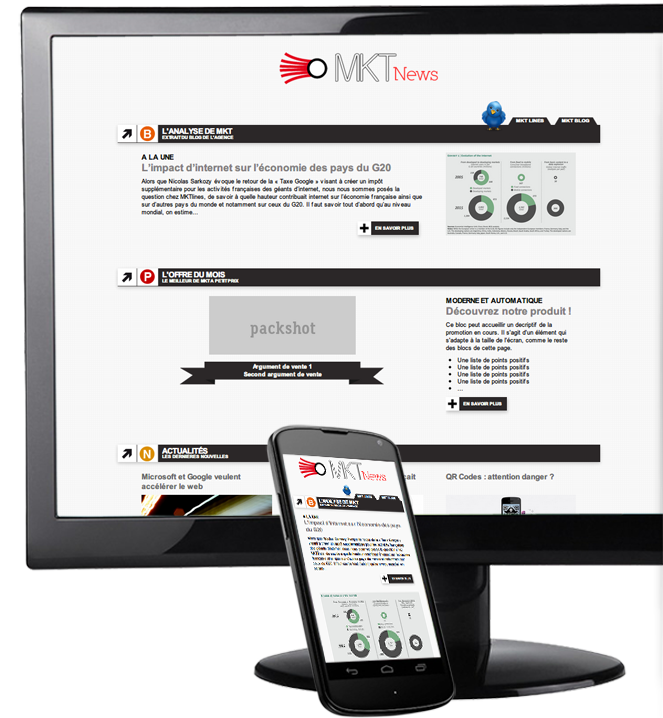 MKT News
MKT LINES MKT BLOG
B L'ANALYSE DE MKT
EXTRAIT DU BLOG DE L'AGENCE
A LA UNE
L'impact d'internet sur l'économie des pays du G20
Alors que Nicolas Sarkozy évoque le retour de la « Taxe Google » visant à créer un impôt
supplémentaire pour les activités françaises des géants d'internet, nous nous sommes posés la
question chez MKTlines, de savoir à quelle hauteur contribuait internet sur l'économie française ainsi que
sur d'autres pays du monde et notamment sur ceux du G20. Il faut savoir tout d'abord qu'au niveau
mondial, on estime...
EN SAVOIR PLUS
P L'OFFRE DU MOIS
LE MEILLEUR DE MKT A PETIT PRIX
packshot
Argument de vente 1
Second argument de vente
MODERNE ET AUTOMATIQUE
Découvrez notre produit !
Ce bloc peut accueillir un decriptif de la
promotion en cours. Il s'agit d'un élément qui
s'adapte à la taille de l'écran, comme le reste
des blocs de cette page.
• Une liste de points positifs
• Une liste de points positifs
• Une liste de points positifs
• Une liste de points positifs
• ...
EN SAVOIR PLUS
N ACTUALITÉS
LES DERNIERES NOUVELLES
Microsoft et Google veulent
accélérer le web
QR Codes : attention danger ?
MKT News
B L'ANALYSE DE MKT
A LA UNE
L'impact d'internet sur l'économie des pays
du G20